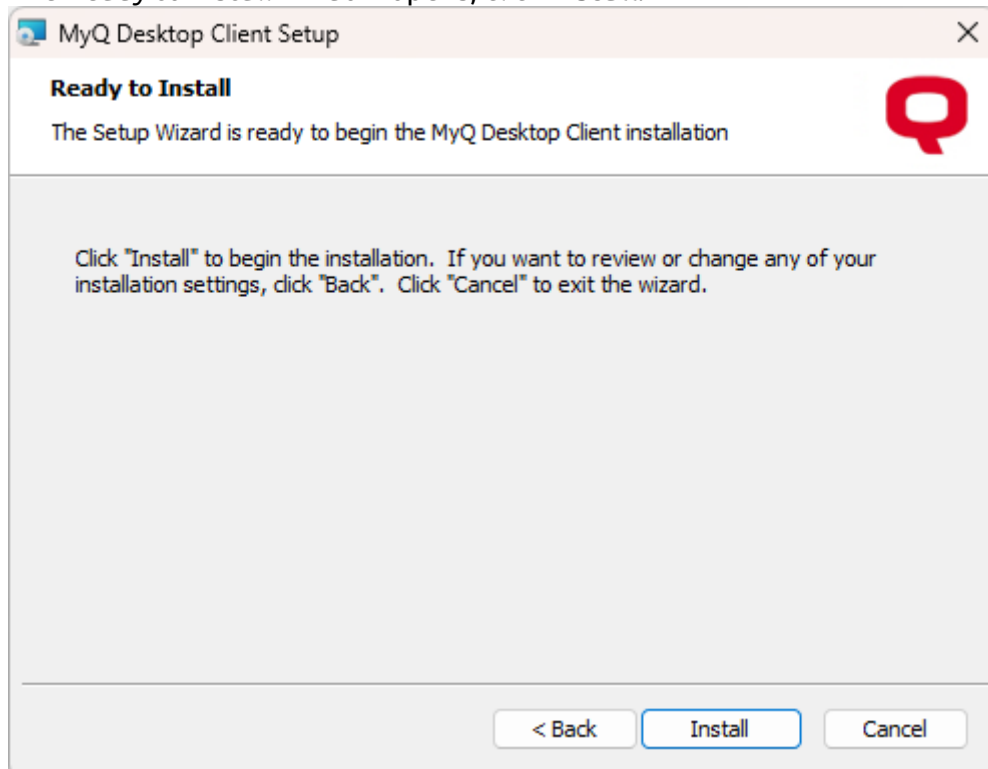 MyQ Desktop Client Setup
Ready to Install
The Setup Wizard is ready to begin the MyQ Desktop Client installation
Click "Install" to begin the installation. If you want to review or change any of your
installation settings, click "Back". Click "Cancel" to exit the wizard.
< Back
Install
Cancel